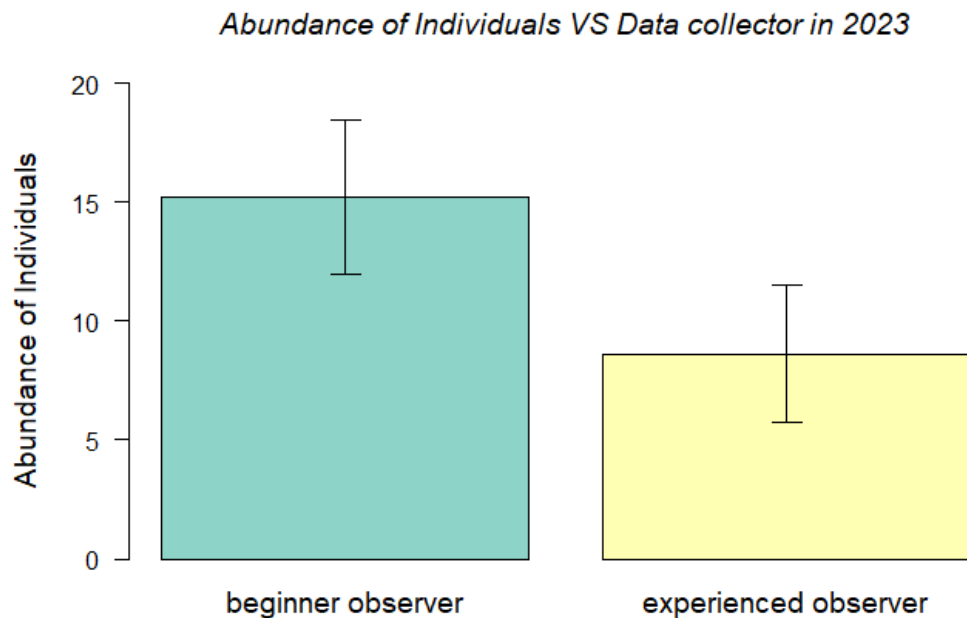 Abundance of Individuals VS Data collector in 2023
Abundance of Individuals
20
15
10
5
0
beginner observer
experienced observer